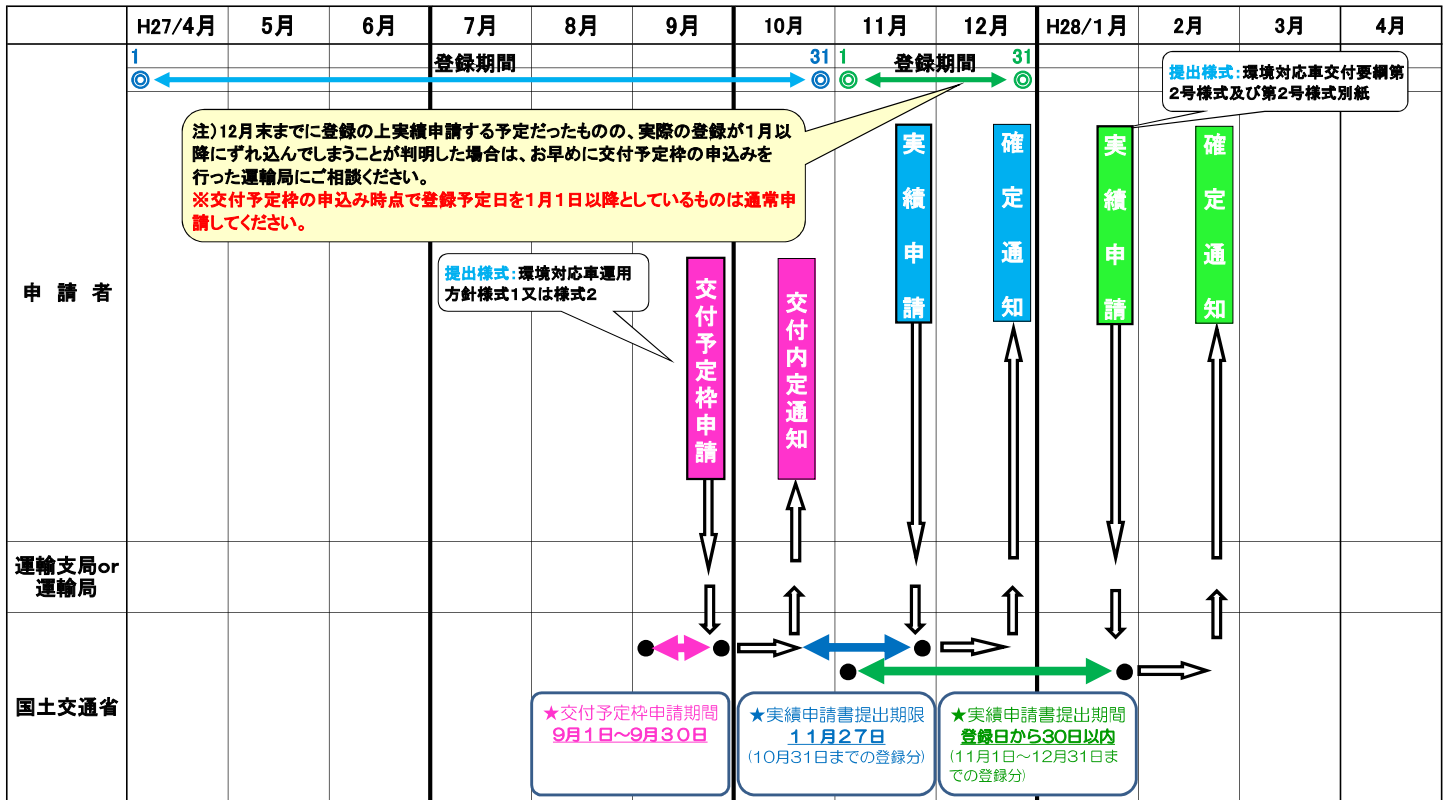 H27/4月 5月 6月 7月 8月 9月 10月 11月 12月 H28/1月 2月 3月 4月
申請者
1 登録期間 31
1 登録期間 31
提出様式:環境対応車交付要綱第
2号様式及び第2号様式別紙
注)12月末までに登録の上実績申請する予定だったものの、実際の登録が1月以
降にずれ込んでしまうことが判明した場合は、お早めに交付予定枠の申込みを
行った運輸局にご相談ください。
※交付予定枠の申込み時点で登録予定日を1月1日以降としているものは通常申
請してください。
提出様式:環境対応車運用
方針様式1又は様式2
交付予定枠申請
交付内定通知
実績申請
確定通知
実績申請
確定通知
運輸支局or
運輸局
国土交通省
★交付予定枠申請期間
9月1日~9月30日
★実績申請書提出期限
11月27日
(10月31日までの登録分)
★実績申請書提出期間
登録日から30日以内
(11月1日~12月31日ま
での登録分)